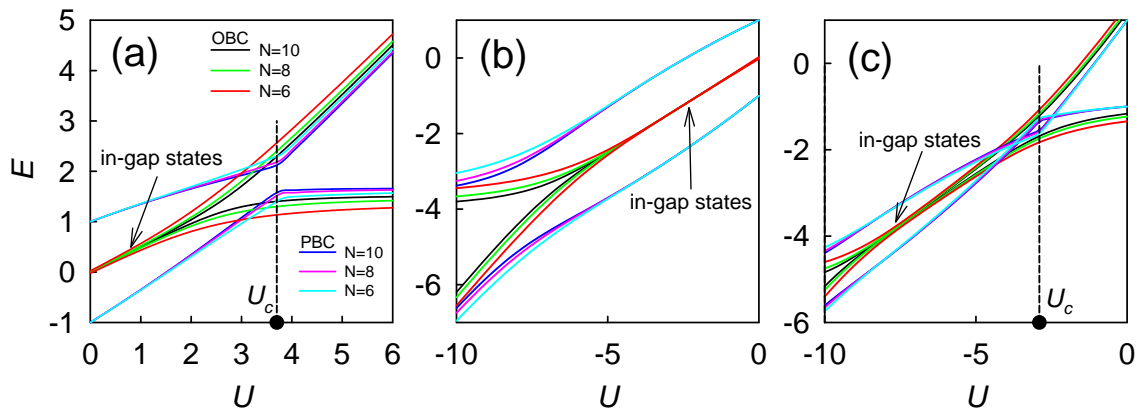 (a)
OBC
N=10
N=8
N=6
in-gap states
PBC
N=10
N=8
N=6
U_c
E
5
4
3
2
1
0
-1
0 1 2 3 4 5 6
U
(b)
in-gap states
-2
-4
-6
-10 -5 0
U
(c)
in-gap states
U_c
0
-2
-4
-6
-10 -5 0
U